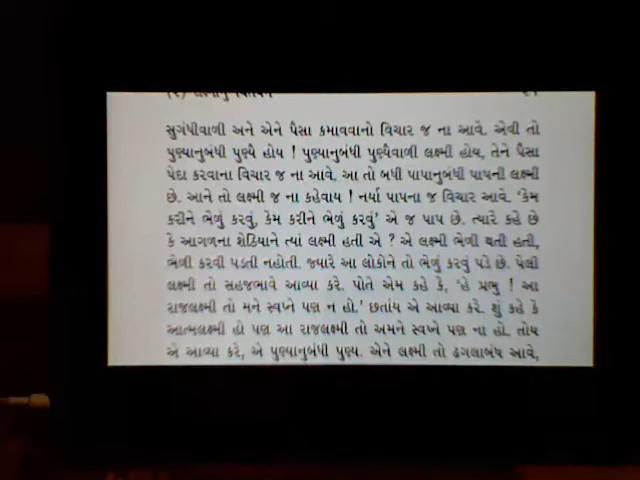 સુગંધીવાળી અને એને પૈસા કમાવવાનો વિચાર જ ના આવે. એવી તો
પુણ્યાનુબંધી પુણ્યૈ હોય ! પુણ્યાનુબંધી પુણ્યૈવાળી લક્ષ્મી હોય, તેને પૈસા
પેદા કરવાના વિચાર જ ના આવે. આ તો બધી પાપાનુબંધી પાપની લક્ષ્મી
છે. આને તો લક્ષ્મી જ ના કહેવાય ! નર્યા પાપના જ વિચાર આવે. ‘કેમ
કરીને ભેળું કરવું, કેમ કરીને ભેળું કરવું’ એ જ પાપ છે. ત્યારે કહે છે
કે આગળના શેઠિયાને ત્યાં લક્ષ્મી હતી એ ? એ લક્ષ્મી ભેળી થતી હતી,
ભેળી કરવી પડતી નહોતી. જ્યારે આ લોકોને તો ભેળું કરવું પડે છે. પેલી
લક્ષ્મી તો સહજભાવે આવ્યા કરે. પોતે એમ કહે કે, ‘હે પ્રભુ ! આ
રાજલક્ષ્મી તો મને સ્વપ્ને પણ ન હો.’ છતાંય એ આવ્યા કરે. શું કહે કે
આત્મલક્ષ્મી હો પણ આ રાજલક્ષ્મી તો અમને સ્વપ્ને પણ ના હો. તોય
એ આવ્યા કરે, એ પુણ્યાનુબંધી પુણ્ય. એને લક્ષ્મી તો ઢગલાબંધ આવે,